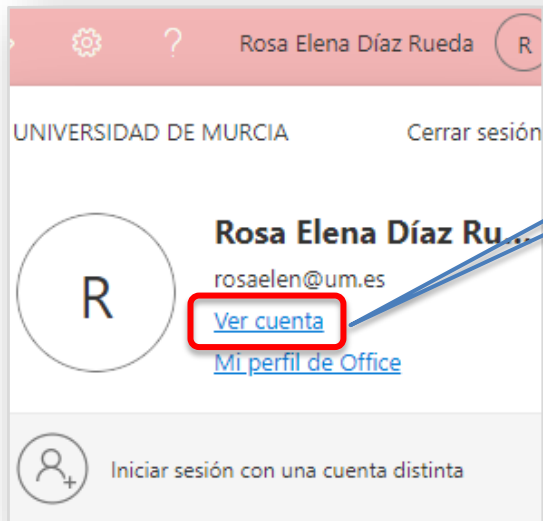 ? Rosa Elena Díaz Rueda R
UNIVERSIDAD DE MURCIA Cerrar sesión
R
Rosa Elena Díaz Ru...
rosaelen@um.es
Ver cuenta
Mi perfil de Office
Iniciar sesión con una cuenta distinta